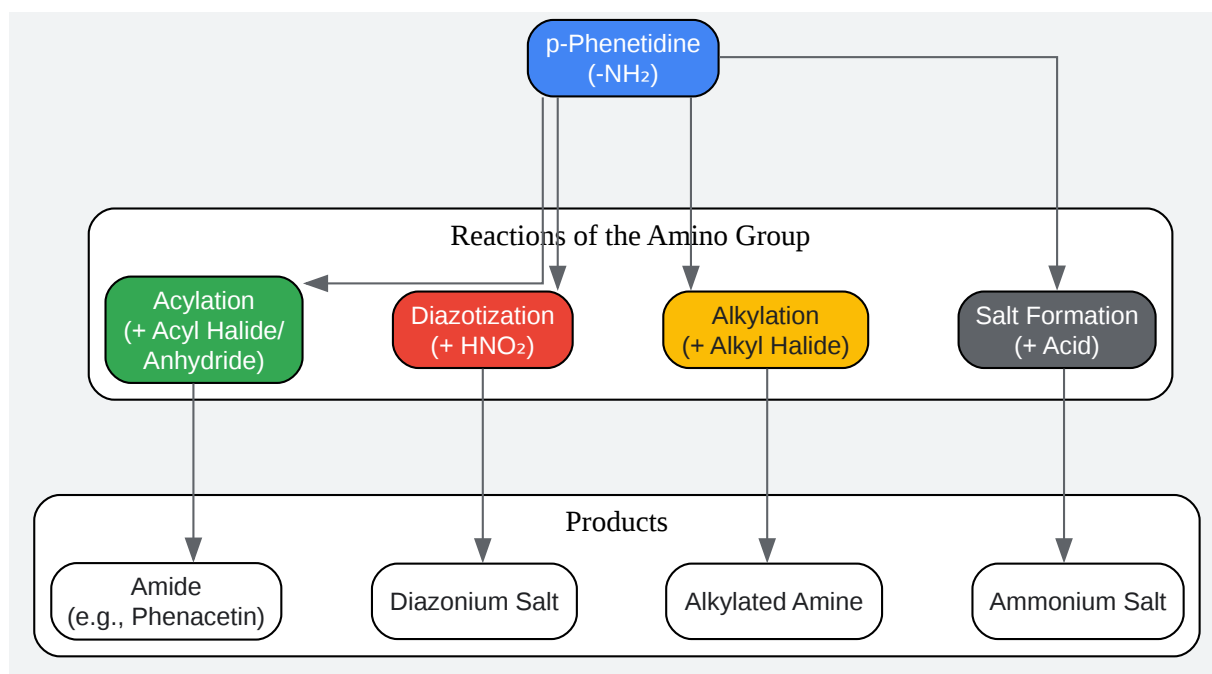 p-Phenetidine
(-NH₂)
Reactions of the Amino Group
Acylation
(+ Acyl Halide/
Anhydride)
Diazotization
(+ HNO₂)
Alkylation
(+ Alkyl Halide)
Salt Formation
(+ Acid)
Products
Amide
(e.g., Phenacetin)
Diazonium Salt
Alkylated Amine
Ammonium Salt